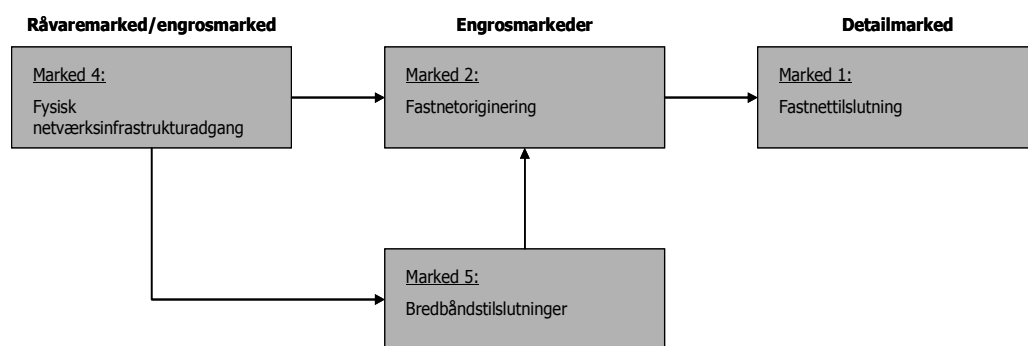 Råvaremarked/engrosmarked
Engrosmarkeder
Detailmarked
Marked 4:
Fysisk
netværksinfrastrukturadgang
Marked 2:
Fastnetoriginering
Marked 1:
Fastnettilslutning
Marked 5:
Bredbåndstilslutninger